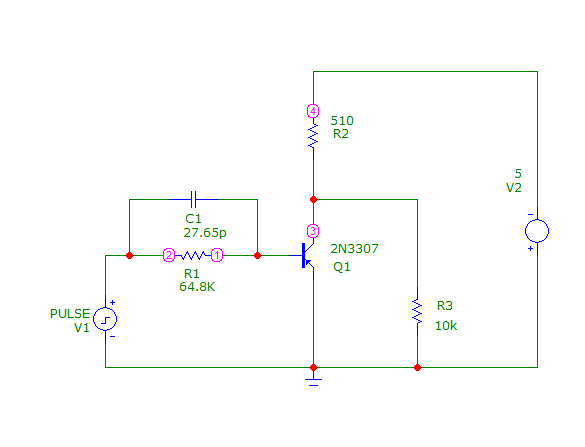 4
510
R2
5
V2
-
+
C1
27.65p
3
2N3307
Q1
2
1
R1
64.8K
PULSE
V1
+
-
R3
10k